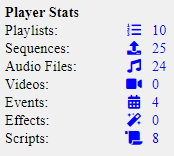 Player Stats
Playlists: 10
Sequences: 25
Audio Files: 24
Videos: 0
Events: 4
Effects: 0
Scripts: 8